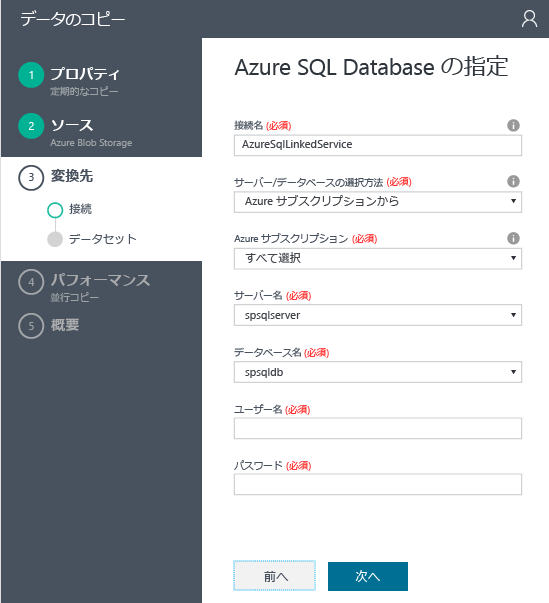 データのコピー
1 プロパティ
定期的なコピー
2 ソース
Azure Blob Storage
3 変換先
接続
データセット
4 パフォーマンス
並行コピー
5 概要
Azure SQL Database の指定
接続名 (必須)
AzureSqlLinkedService
サーバー/データベースの選択方法 (必須)
Azure サブスクリプションから
Azure サブスクリプション (必須)
すべて選択
サーバー名 (必須)
spsqlserver
データベース名 (必須)
spsqldb
ユーザー名 (必須)
パスワード (必須)
前へ
次へ